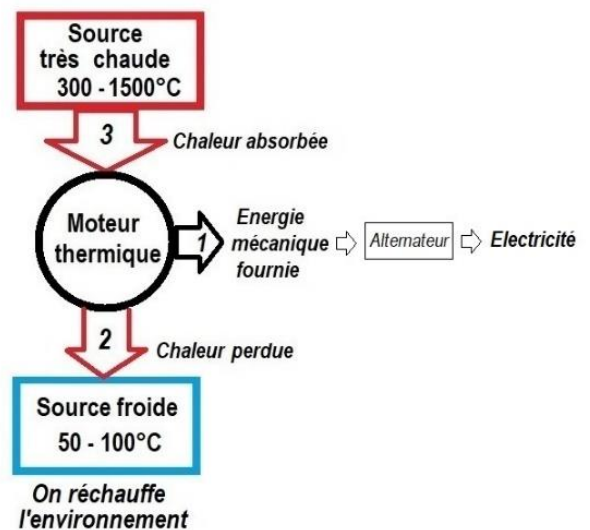 Source
très chaude
300 - 1500°C
3
Chaleur absorbée
Moteur
thermique
1
Energie
mécanique
fournie
Alternateur
Electricité
2
Chaleur perdue
Source froide
50 - 100°C
On réchauffe
l'environnement